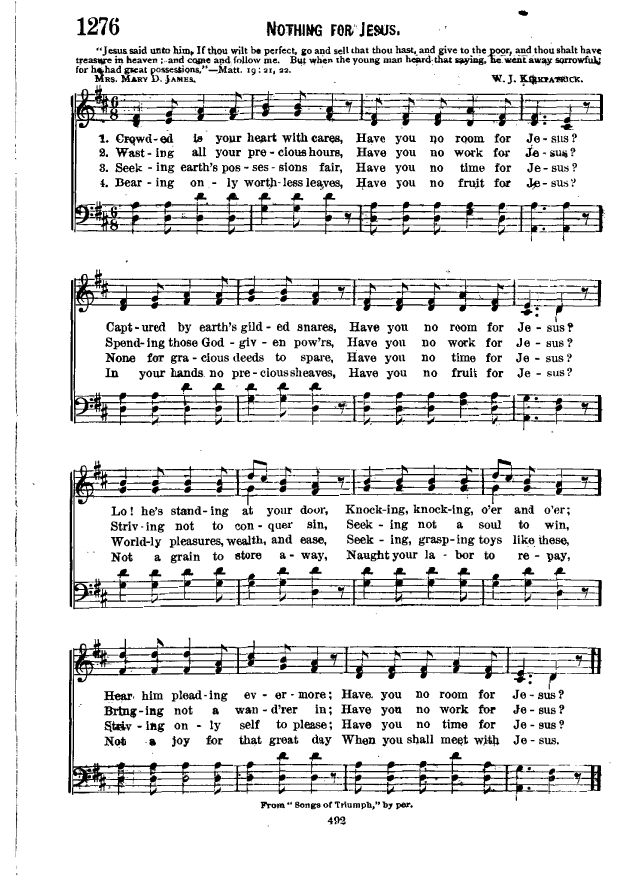 1276 NOTHING FOR JESUS.
"Jesus said unto him, If thou wilt be perfect, go and sell that thou hast, and give to the poor, and thou shalt have
treasure in heaven; and come and follow me. But when the young man heard that saying, he went away sorrowful;
for he had great possessions."—Matt. 19: 21, 22.
MRS. MARY D. JAMES. W. J. KIRKPATRICK.
1. Crowd-ed is your heart with cares, Have you no room for Je-sus?
2. Wast-ing all your pre-cious hours, Have you no work for Je-sus?
3. Seek-ing earth's pos-ses-sions fair, Have you no time for Je-sus?
4. Bear-ing on-ly worth-less leaves, Have you no fruit for Je-sus?
Capt-ured by earth's gild-ed snares, Have you no room for Je-sus?
Spend-ing those God-giv-en pow'rs, Have you no work for Je-sus?
None for gra-cious deeds to spare, Have you no time for Je-sus?
In your hands no pre-cious sheaves, Have you no fruit for Je-sus?
Lo! he's stand-ing at your door, Knock-ing, knock-ing, o'er and o'er;
Striv-ing not to con-quer sin, Seek-ing not a soul to win,
World-ly pleasures, wealth, and ease, Seek-ing, grasp-ing toys like these,
Not a grain to store a-way, Naught your la-bor to re-pay,
Hear him plead-ing ev-er-more; Have you no room for Je-sus?
Bring-ing not a wan-d'rer in; Have you no work for Je-sus?
Striv-ing on-ly self to please; Have you no time for Je-sus?
Not a joy for that great day When you shall meet with Je-sus.
From "Songs of Triumph," by per.
492